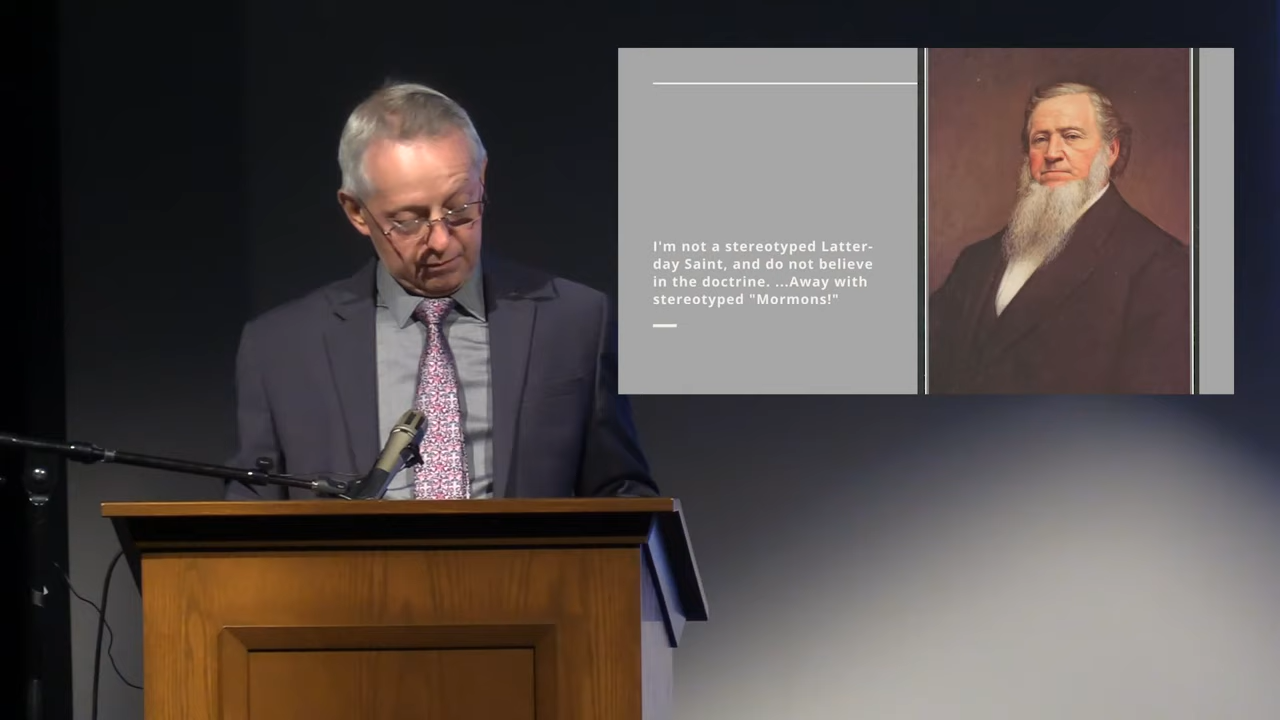 I'm not a stereotyped Latter-
day Saint, and do not believe
in the doctrine. ...Away with
stereotyped "Mormons!"